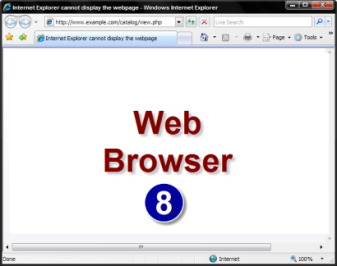 Internet Explorer cannot display the webpage - Windows Internet Explorer
http://www.example.com/catalog/view.php
Live Search
Internet Explorer cannot display the webpage
Page
Tools
Web
Browser
8
Done
Internet
100%